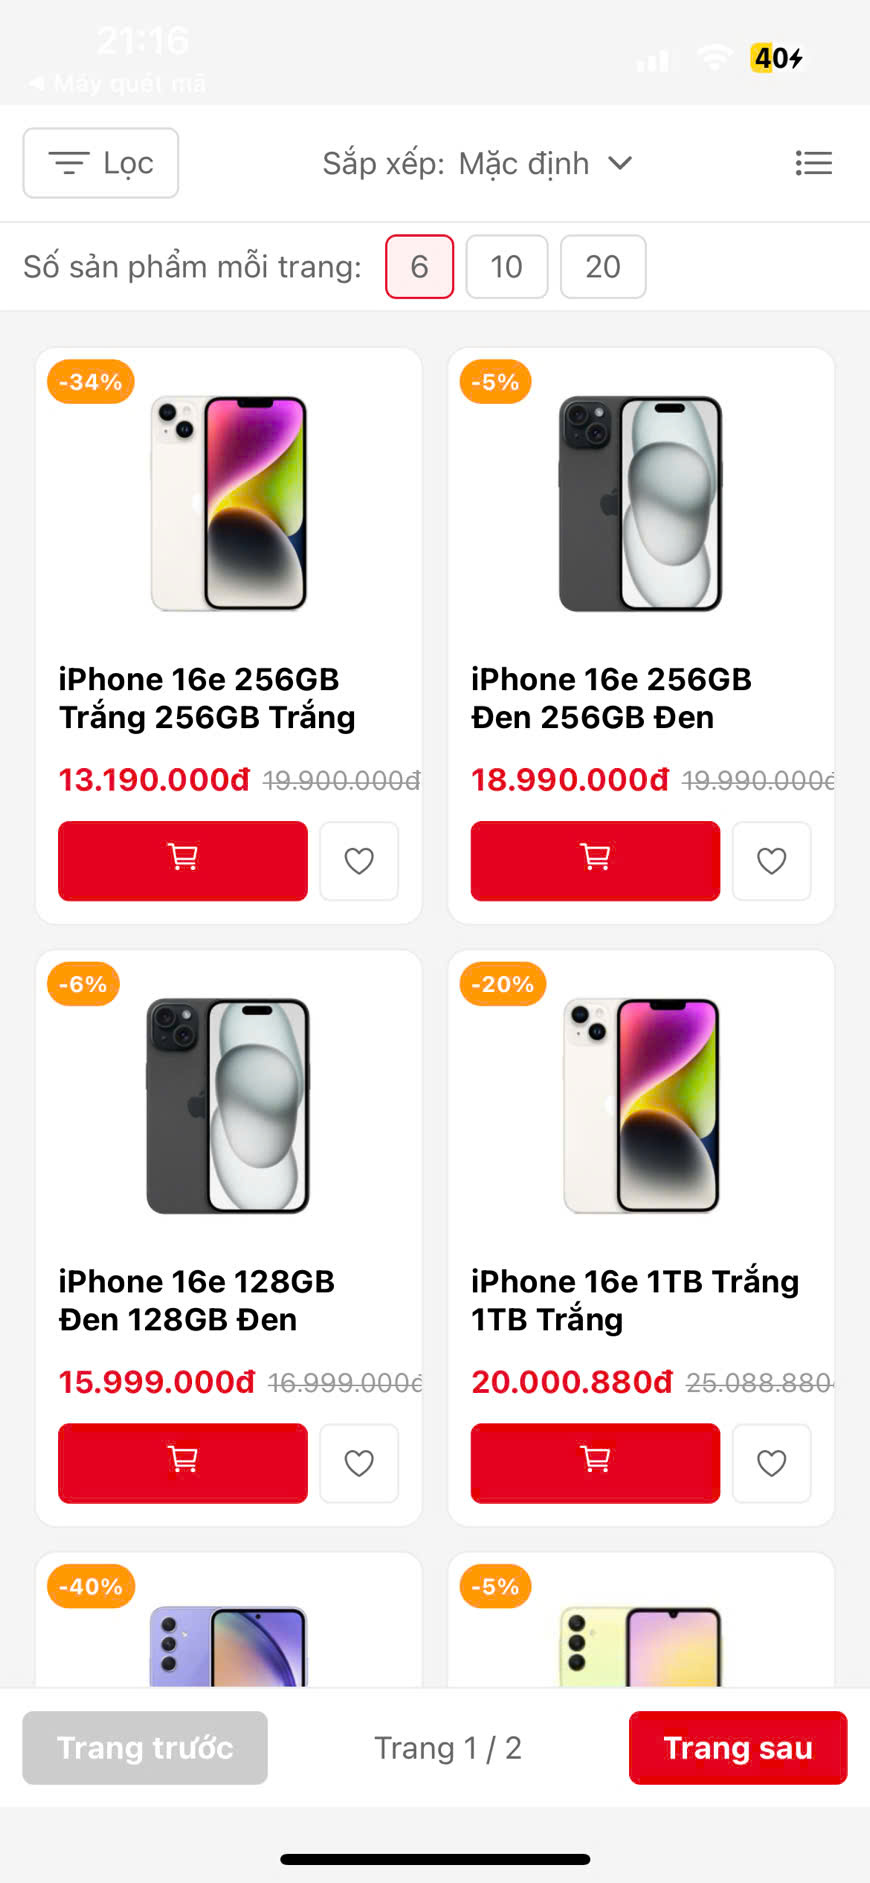 21:16
40
◀ Máy quét mã
Lọc
Sắp xếp: Mặc định
Số sản phẩm mỗi trang: 6 10 20
-34%
iPhone 16e 256GB
Trắng 256GB Trắng
13.190.000đ 19.900.000đ
-5%
iPhone 16e 256GB
Đen 256GB Đen
18.990.000đ 19.990.000đ
-6%
iPhone 16e 128GB
Đen 128GB Đen
15.999.000đ 16.999.000đ
-20%
iPhone 16e 1TB Trắng
1TB Trắng
20.000.880đ 25.088.880
-40%
-5%
Trang trước
Trang 1 / 2
Trang sau